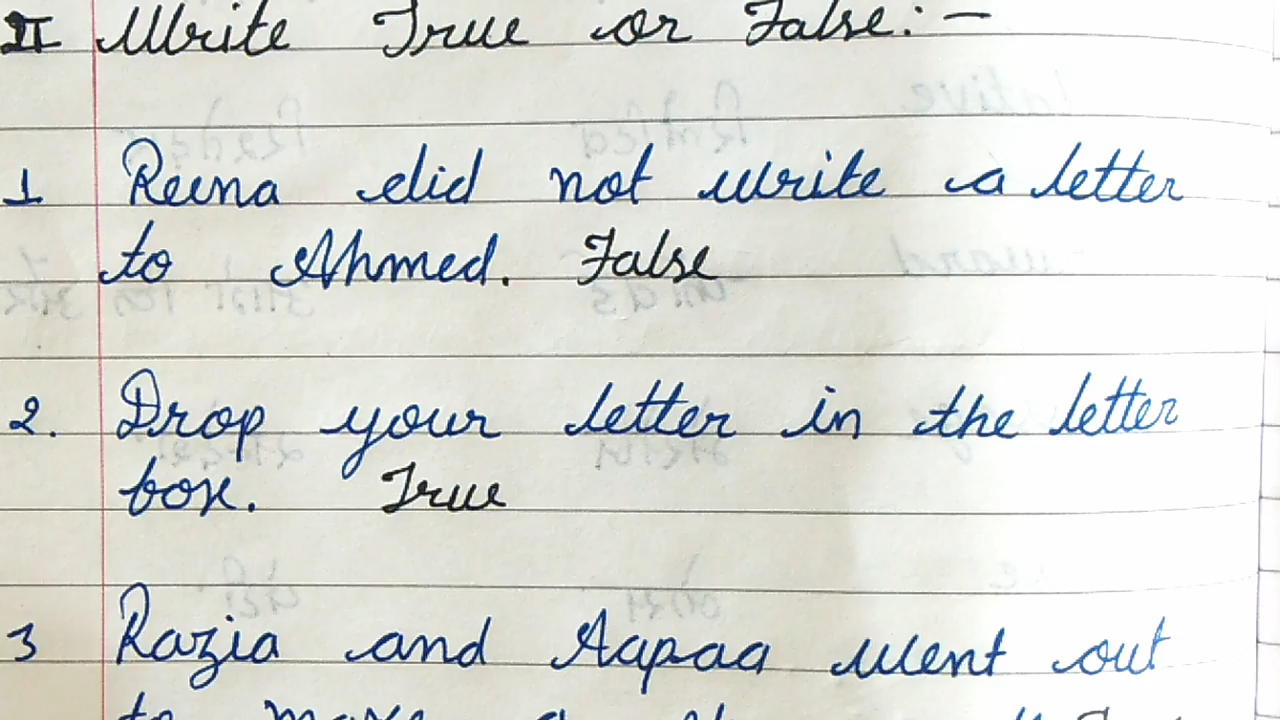 II Write True or False:-
1 Reena did not write a letter
to Ahmed. False
2. Drop your letter in the letter
box. True
3 Razia and Aapaa went out
to